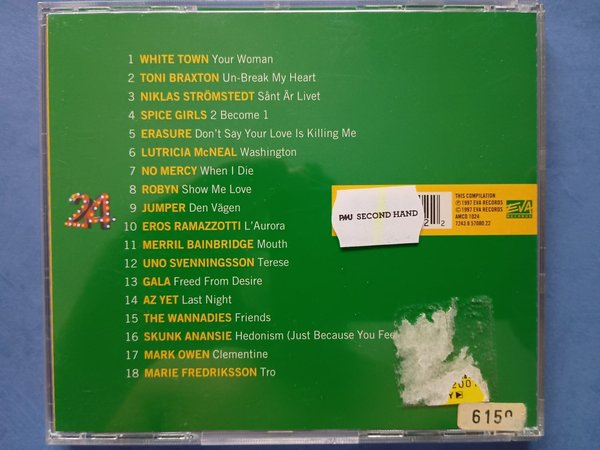 1 WHITE TOWN Your Woman
2 TONI BRAXTON Un-Break My Heart
3 NIKLAS STRÖMSTEDT Sånt Är Livet
4 SPICE GIRLS 2 Become 1
5 ERASURE Don't Say Your Love Is Killing Me
6 LUTRICIA McNEAL Washington
7 NO MERCY When I Die
8 ROBYN Show Me Love
9 JUMPER Den Vägen
10 EROS RAMAZZOTTI L'Aurora
11 MERRIL BAINBRIDGE Mouth
12 UNO SVENNINGSSON Terese
13 GALA Freed From Desire
14 AZ YET Last Night
15 THE WANNADIES Friends
16 SKUNK ANANSIE Hedonism (Just Because You Fee
17 MARK OWEN Clementine
18 MARIE FREDRIKSSON Tro
24
SECOND HAND
2 2
THIS COMPILATION
℗ 1997 EVA RECORDS
© 1997 EVA RECORDS
AMCD 1024
7243 8 57080 22
EVA
RECORDS
Y